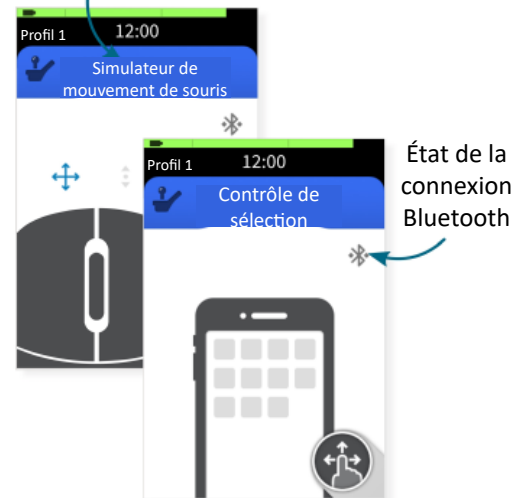 Profil 1
12:00
Simulateur de
mouvement de souris
Profil 1
12:00
Contrôle de
sélection
État de la
connexion
Bluetooth